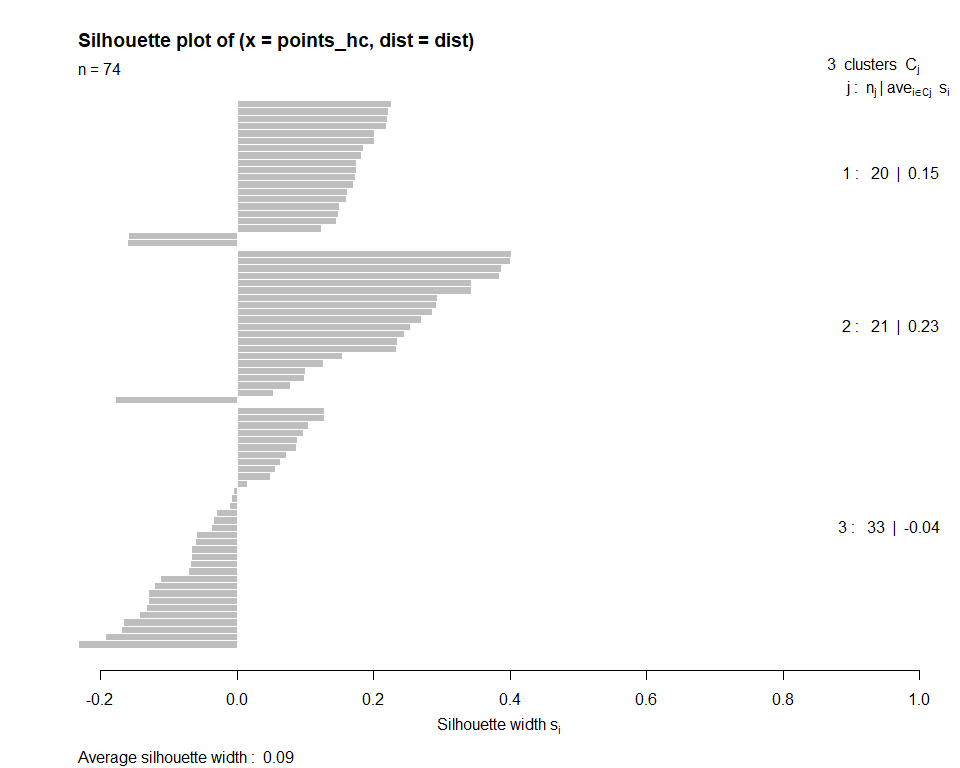 Silhouette plot of (x = points_hc, dist = dist)
n = 74
3 clusters Cj
j : nj | avei∈Cj si
1 : 20 | 0.15
2 : 21 | 0.23
3 : 33 | -0.04
-0.2 0.0 0.2 0.4 0.6 0.8 1.0
Silhouette width si
Average silhouette width : 0.09